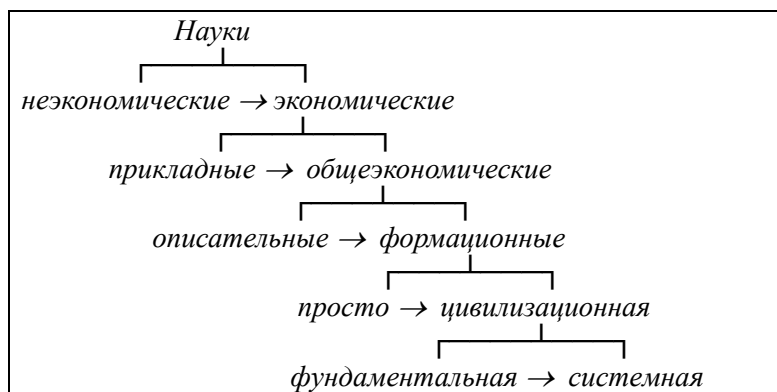 Науки
неэкономические → экономические
прикладные → общеэкономические
описательные → формационные
просто → цивилизационная
фундаментальная → системная